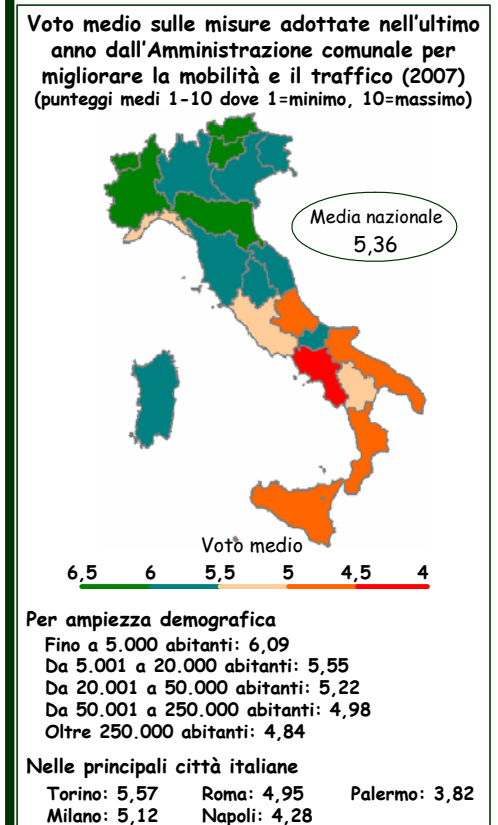 Voto medio sulle misure adottate nell'ultimo
anno dall'Amministrazione comunale per
migliorare la mobilità e il traffico (2007)
(punteggi medi 1-10 dove 1=minimo, 10=massimo)
Media nazionale
5,36
Voto medio
6,5 6 5,5 5 4,5 4
Per ampiezza demografica
Fino a 5.000 abitanti: 6,09
Da 5.001 a 20.000 abitanti: 5,55
Da 20.001 a 50.000 abitanti: 5,22
Da 50.001 a 250.000 abitanti: 4,98
Oltre 250.000 abitanti: 4,84
Nelle principali città italiane
Torino: 5,57 Roma: 4,95 Palermo: 3,82
Milano: 5,12 Napoli: 4,28